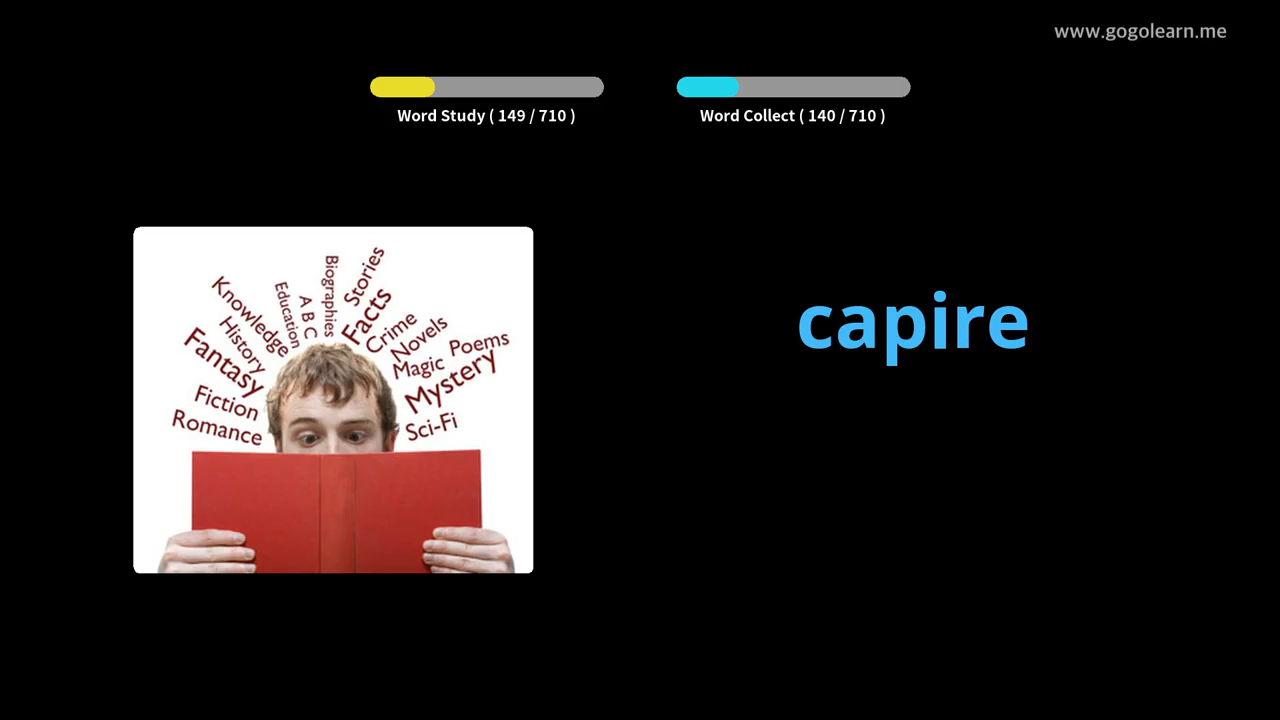 www.gogolearn.me
Word Study ( 149 / 710 )
Word Collect ( 140 / 710 )
Biographies
Stories
Education
A B C
Facts
Knowledge
Crime
History
Novels
Fantasy
Magic
Poems
Mystery
Fiction
Romance
Sci-Fi
capire